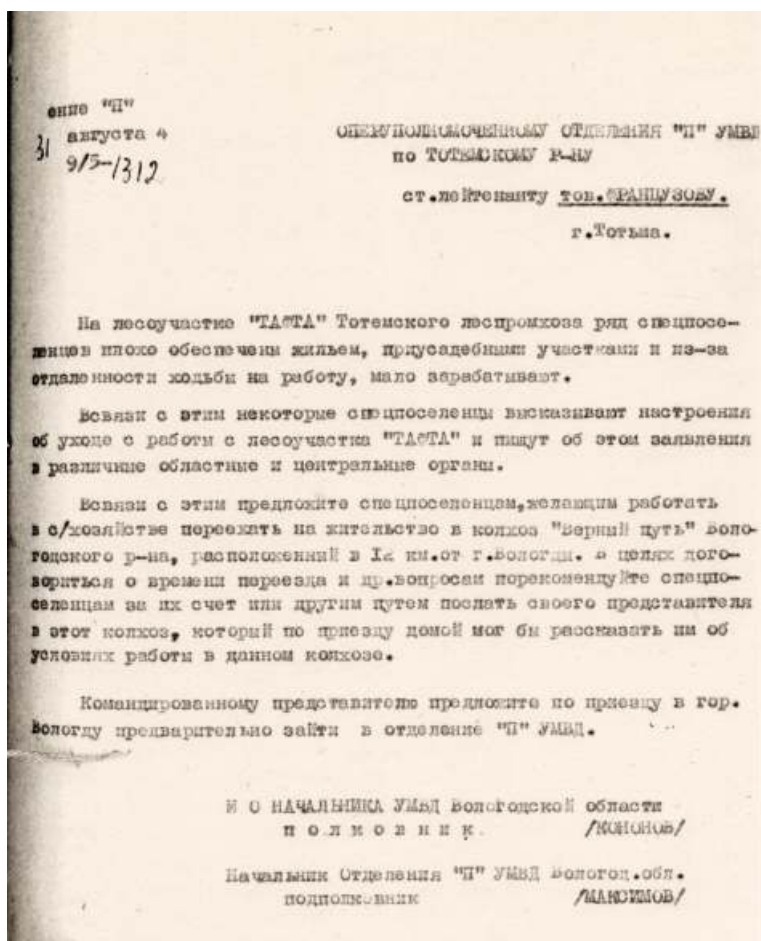 ение "П"
31 августа 4
9/5-1312
ОПЕРУПОЛНОМОЧЕННОМУ ОТДЕЛЕНИЯ "П" УМВД
по ТОТЕМСКОМУ Р-НУ
ст.лейтенанту тов.ФРАНЦУЗОВУ.
г.Тотьма.
На лесоучастке "ТАФТА" Тотемского леспромхоза ряд спецпосе-
ленцев плохо обеспечены жильем, приусадебными участками и из-за
отдаленности ходьбы на работу, мало зарабатывают.
Всвязи с этим некоторые спецпоселенцы высказивают настроения
об уходе с работы с лесоучастка "ТАФТА" и пишут об этом заявления
в различные областные и центральные органы.
Всвязи с этим предложите спецпоселенцам,желающим работать
в с/хозяйстве переехать на жительство в колхоз "Верный путь" Воло-
годского р-на, расположенный в 12 км.от г.Вологды. В целях дого-
вориться о времени переезда и др.вопросам порекомендуйте спецпо-
селенцам за их счет или другим путем послать своего представителя
в этот колхоз, который по приезду домой мог бы рассказать им об
условиях работы в данном колхозе.
Командированному представителю предложите по приезду в гор.
Вологду предварительно зайти в отделение "П" УМВД.
И О НАЧАЛЬНИКА УМВД Вологодской области
п о л к о в н и к /КОНОНОВ/
Начальник Отделения "П" УМВД Вологод.обл.
подполковник /МАКСИМОВ/